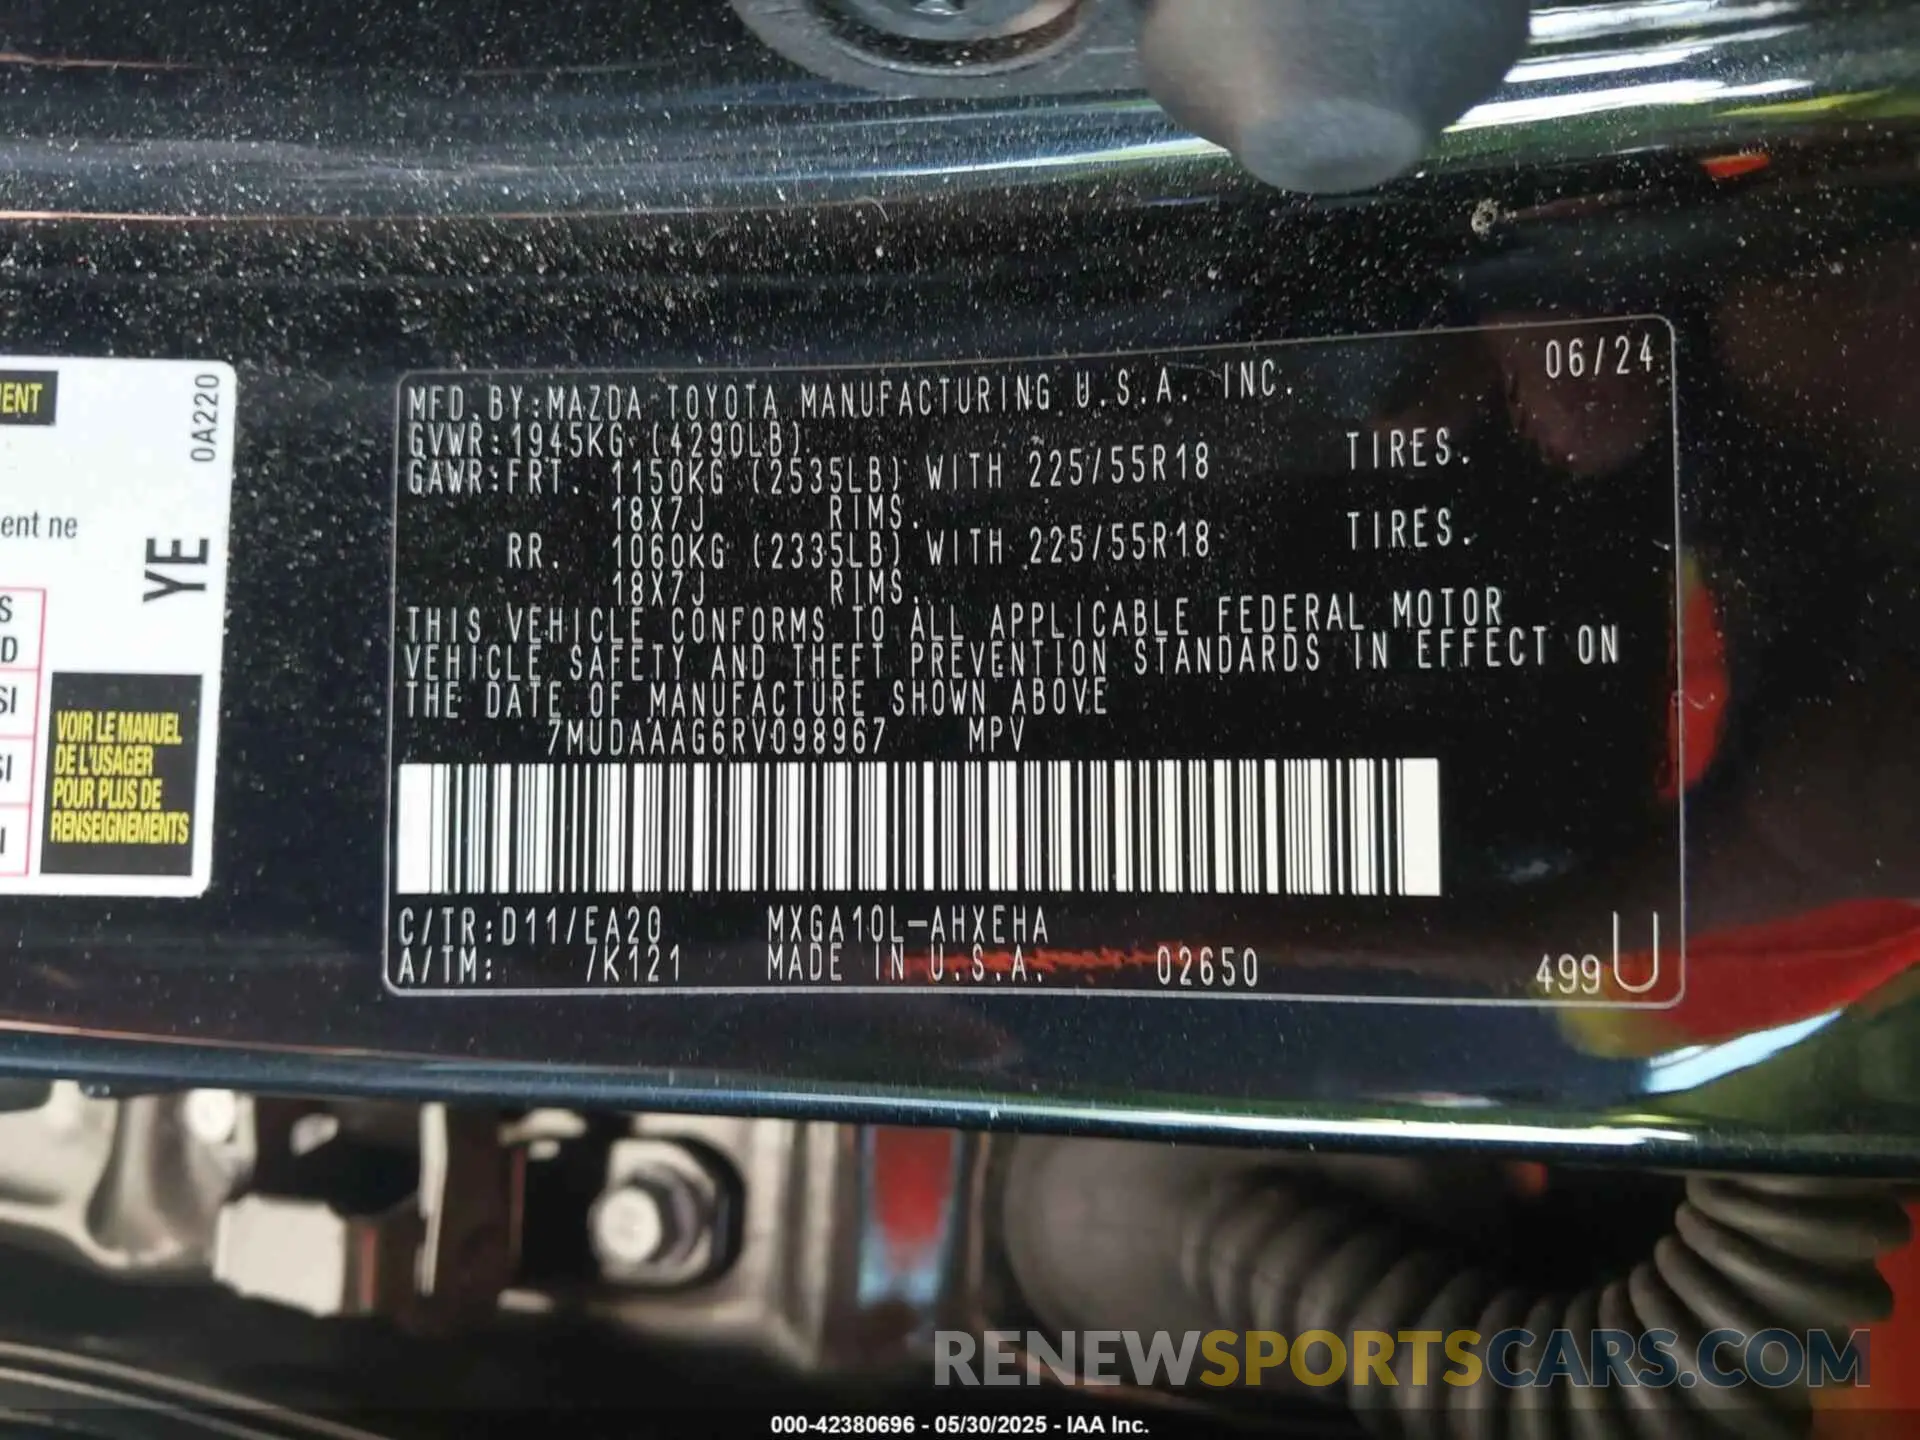 ENT
0A220
ent ne
YE
S
D
SI
SI
VOIR LE MANUEL
DE L'USAGER
POUR PLUS DE
RENSEIGNEMENTS
06/24
MFD.BY:MAZDA TOYOTA MANUFACTURING U.S.A. INC.
GVWR:1945KG (4290LB)
GAWR:FRT. 1150KG (2535LB) WITH 225/55R18 TIRES.
18X7J RIMS.
RR. 1060KG (2335LB) WITH 225/55R18 TIRES.
18X7J RIMS.
THIS VEHICLE CONFORMS TO ALL APPLICABLE FEDERAL MOTOR
VEHICLE SAFETY AND THEFT PREVENTION STANDARDS IN EFFECT ON
THE DATE OF MANUFACTURE SHOWN ABOVE
7MUDAAAG6RV098967 MPV
C/TR:D11/EA20 MXGA10L-AHXEHA
A/TM: 7K121 MADE IN U.S.A. 02650 499U
RENEWSPORTSCARS.COM
000-42380696 - 05/30/2025 - IAA Inc.